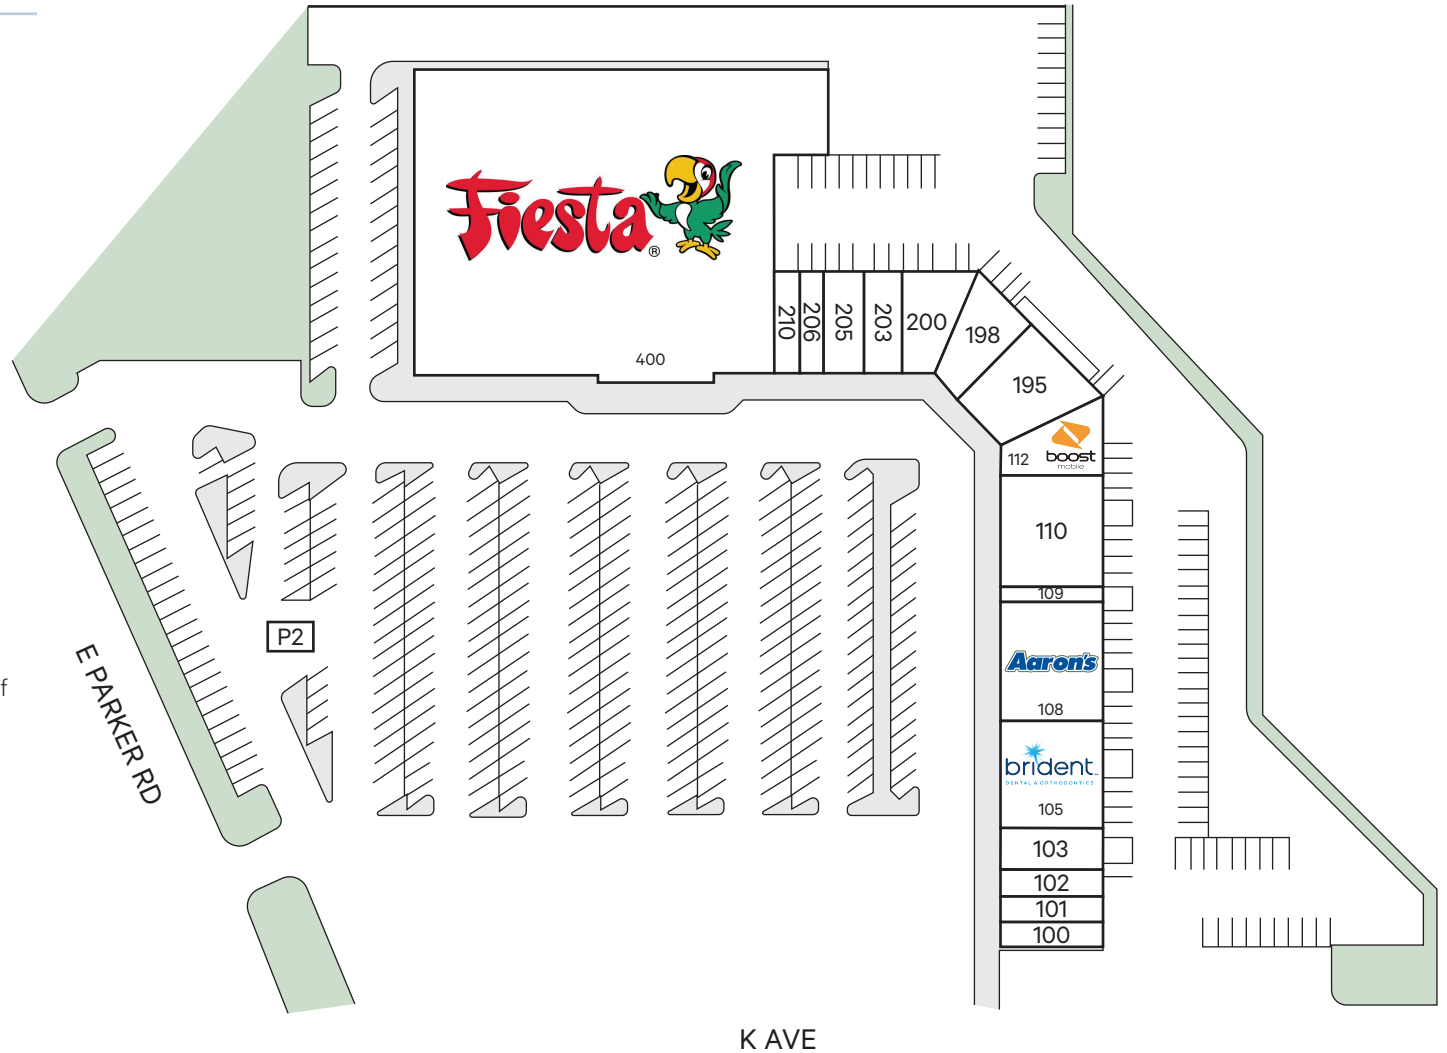 Fiesta®
400
210
206
205
203
200
198
195
112
boost
mobile
110
109
Aaron's
108
brident
DENTAL & ORTHODONTICS
105
103
102
101
100
P2
f
E PARKER RD
K AVE